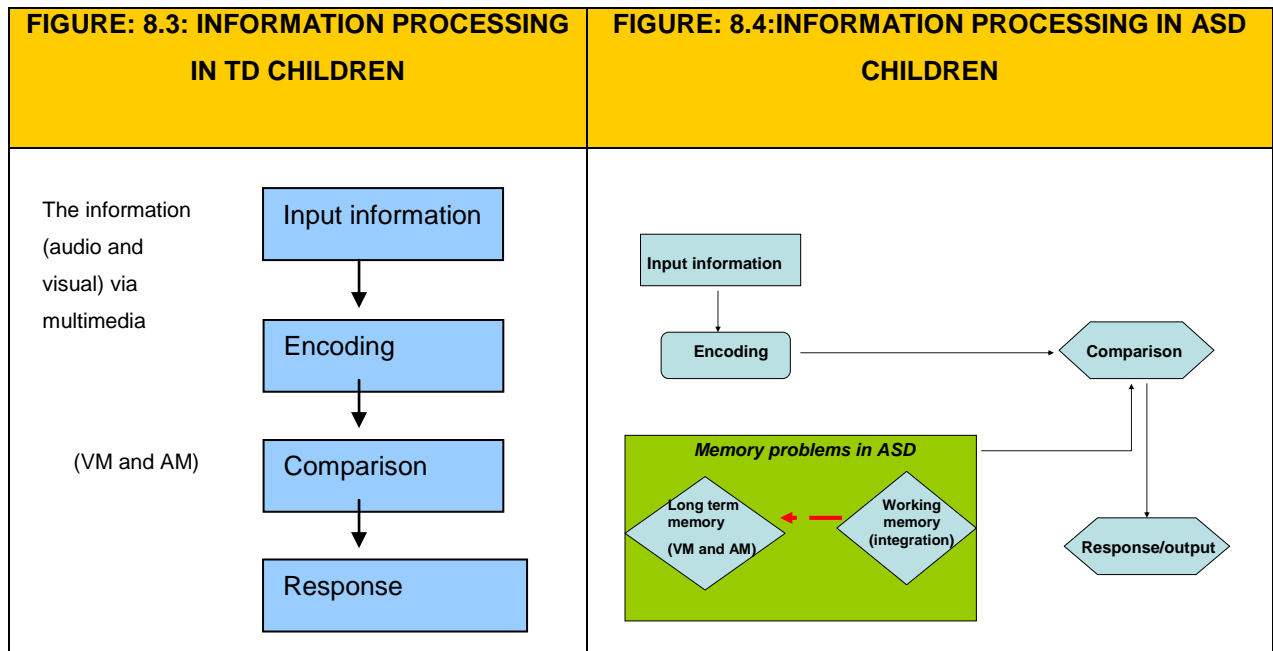 FIGURE: 8.3: INFORMATION PROCESSING
IN TD CHILDREN
FIGURE: 8.4:INFORMATION PROCESSING IN ASD
CHILDREN
The information
(audio and
visual) via
multimedia
Input information
Encoding
(VM and AM)
Comparison
Response
Input information
Encoding
Comparison
Memory problems in ASD
Long term
memory
(VM and AM)
Working
memory
(integration)
Response/output